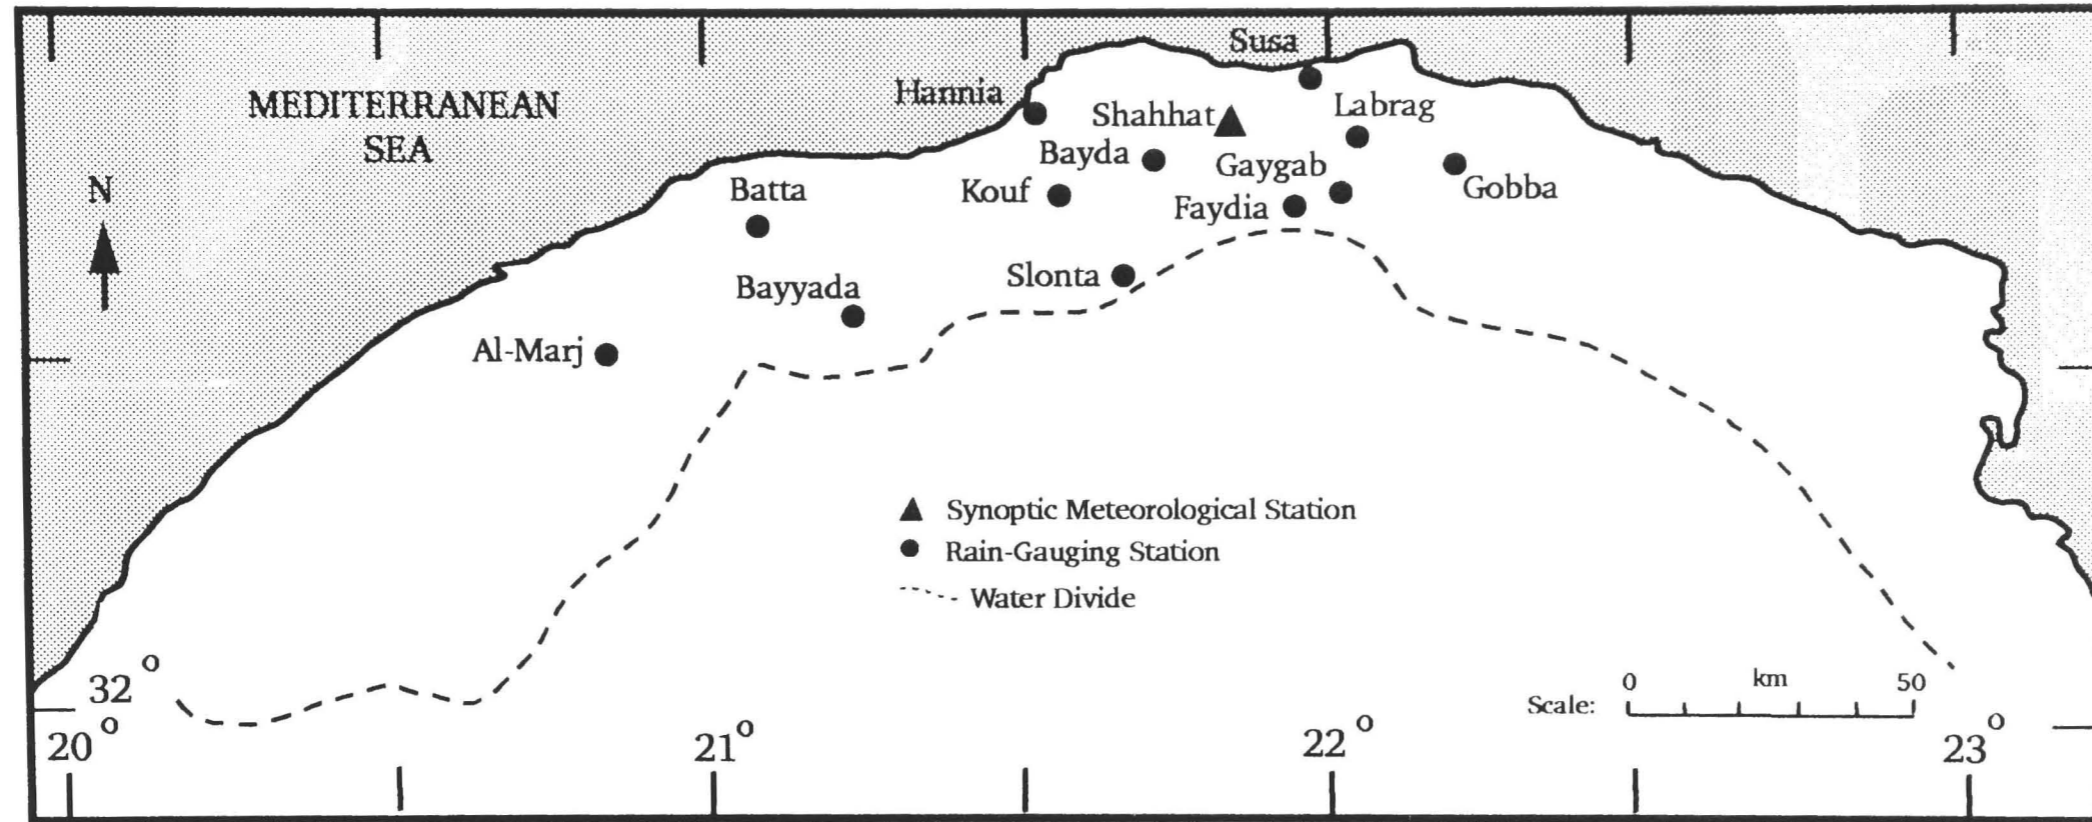 Susa
Hannia
MEDITERRANEAN
SEA
Shahhat
Labrag
Bayda
Gaygab
N
Batta
Kouf
Faydia
Gobba
Slonta
Bayyada
Al-Marj
Synoptic Meteorological Station
Rain-Gauging Station
Water Divide
32°
0 km 50
Scale:
20° 21° 22° 23°